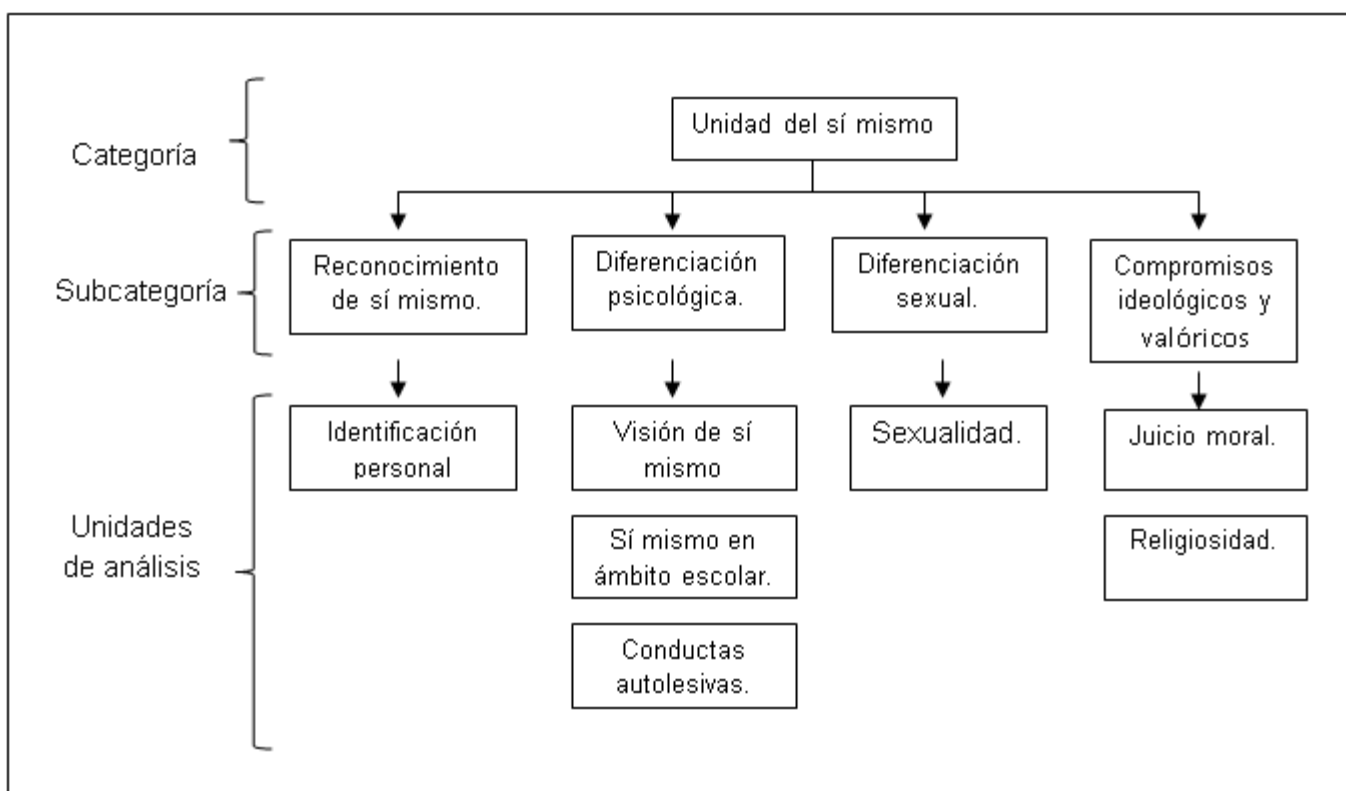 Categoría
Unidad del sí mismo
Subcategoría
Reconocimiento
de sí mismo.
Diferenciación
psicológica.
Diferenciación
sexual.
Compromisos
ideológicos y
valóricos
Unidades
de análisis
Identificación
personal
Visión de sí
mismo
Sexualidad.
Juicio moral.
Sí mismo en
ámbito escolar.
Religiosidad.
Conductas
autolesivas.